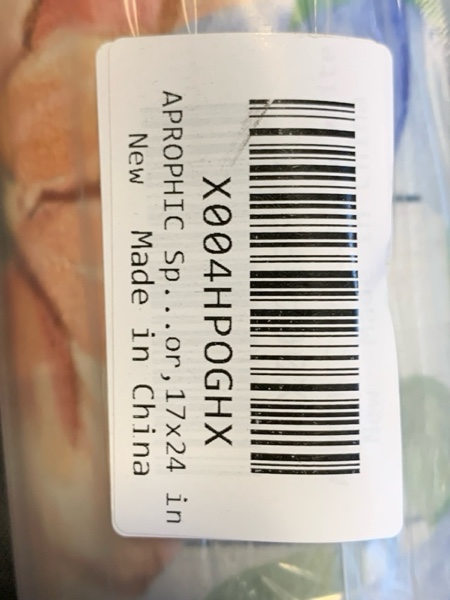 X004HPOGHX
APROPHIC Sp...or,17x24 in
New Made in China